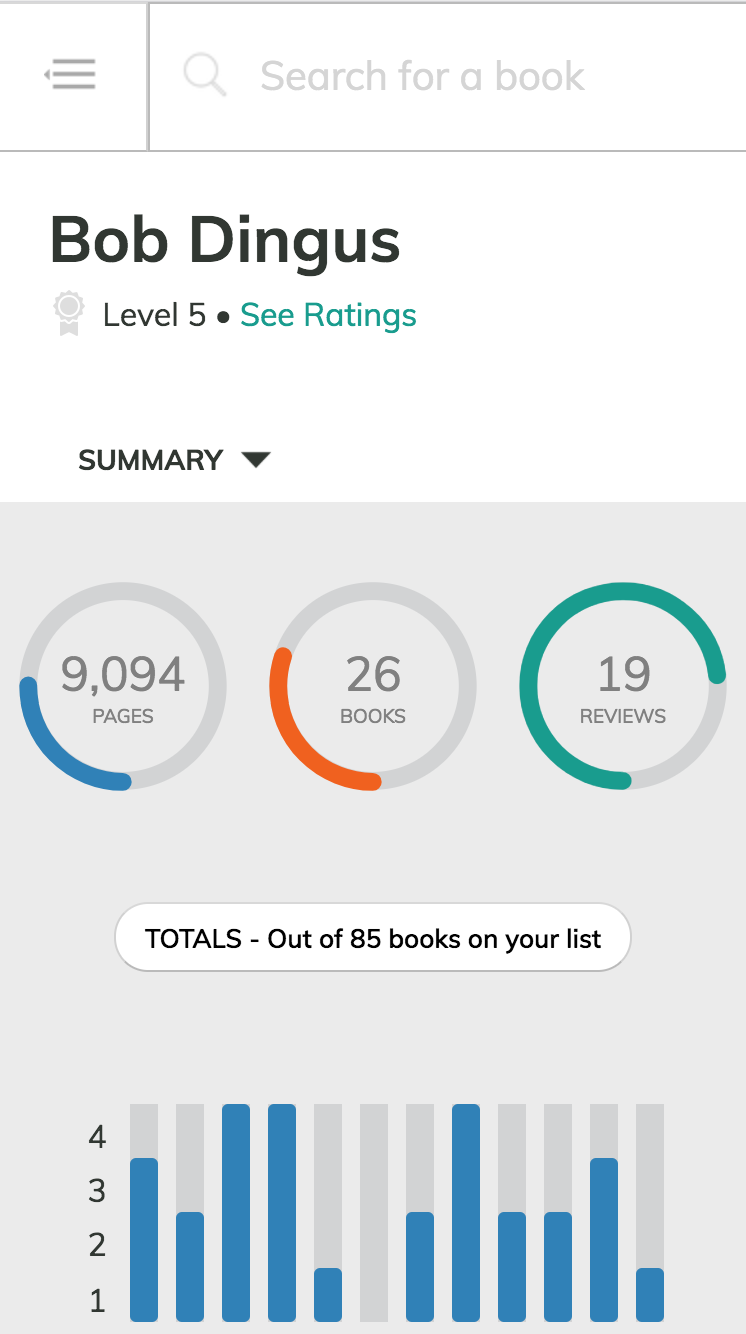 Search for a book
Bob Dingus
Level 5 • See Ratings
SUMMARY
9,094 26 19
PAGES BOOKS REVIEWS
TOTALS - Out of 85 books on your list
4
3
2
1